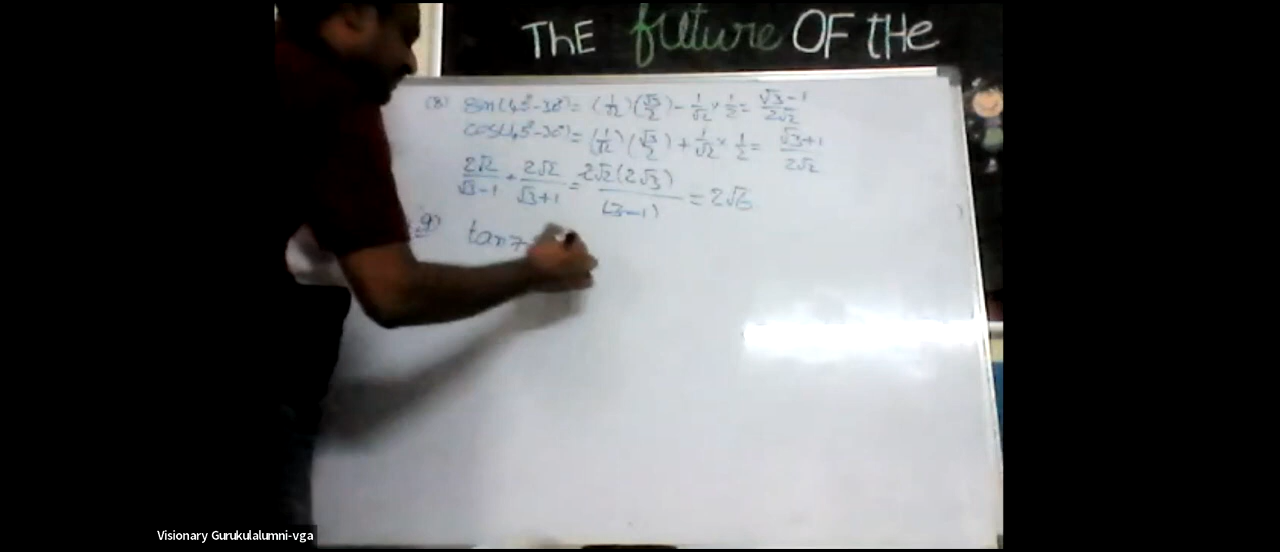 THE future OF THE
(8) sin(45°-30°) = (1/√2)(√3/2) - 1/√2 × 1/2 = √3-1/2√2
cos(45°-30°) = (1/√2)(√3/2) + 1/√2 × 1/2 = √3+1/2√2
2√2/√3-1 + 2√2/√3+1 = 2√2(2√3)/(3-1) = 2√6
9) tan7
Visionary Gurukulalumni-vga